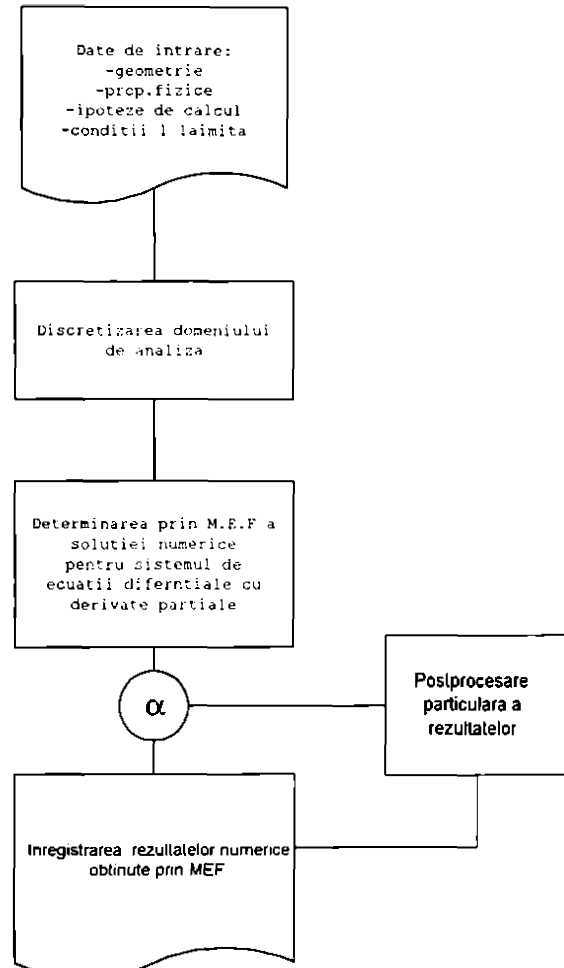 Date de intrare:
-geometrie
-prop.fizice
-ipoteze de calcul
-conditii l laimita
Discretizarea domeniului
de analiza
Determinarea prin M.E.F a
solutiei numerice
pentru sistemul de
ecuatii diferntiale cu
derivate partiale
α
Postprocesare
particulara a
rezultatelor
Inregistrarea rezultatelor numerice
obtinute prin MEF